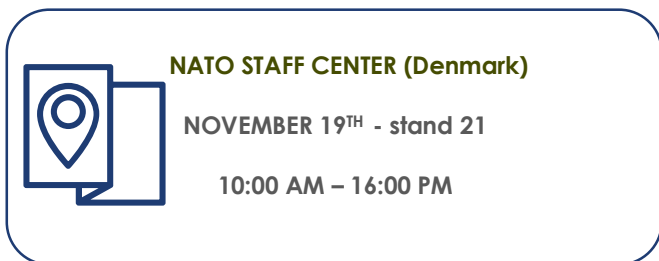 NATO STAFF CENTER (Denmark)
NOVEMBER 19TH - stand 21
10:00 AM – 16:00 PM